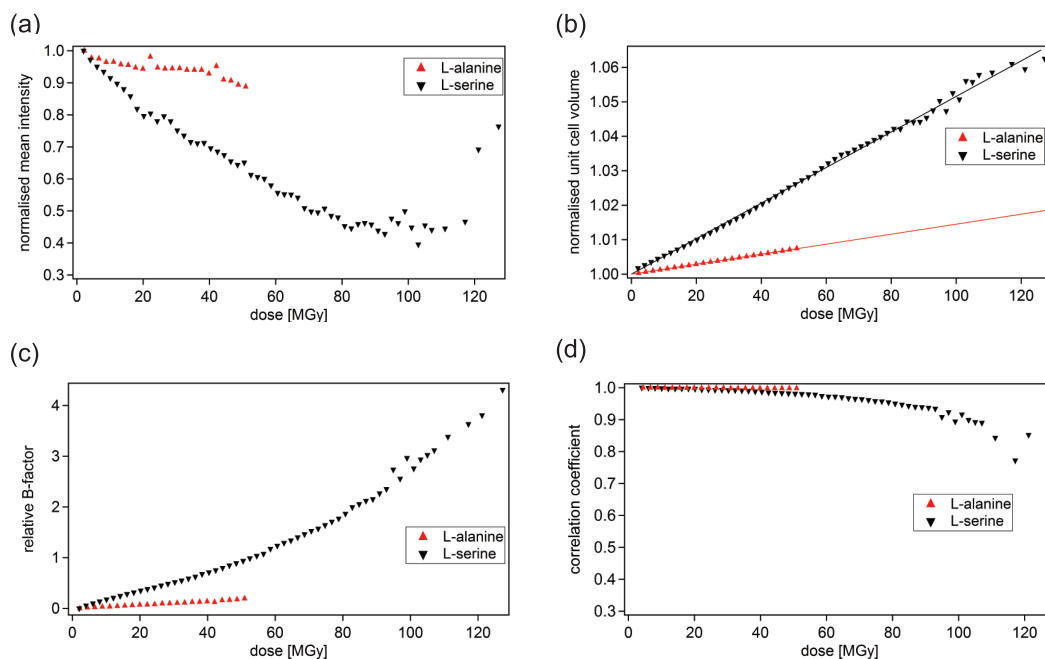 (a)
1.0
0.9
0.8
0.7
0.6
0.5
0.4
0.3
normalised mean intensity
L-alanine
L-serine
0 20 40 60 80 100 120
dose [MGy]
(b)
1.06
1.05
1.04
1.03
1.02
1.01
1.00
normalised unit cell volume
L-alanine
L-serine
0 20 40 60 80 100 120
dose [MGy]
(c)
4
3
2
1
0
relative B-factor
L-alanine
L-serine
0 20 40 60 80 100 120
dose [MGy]
(d)
1.0
0.9
0.8
0.7
0.6
0.5
0.4
0.3
correlation coefficient
L-alanine
L-serine
0 20 40 60 80 100 120
dose [MGy]